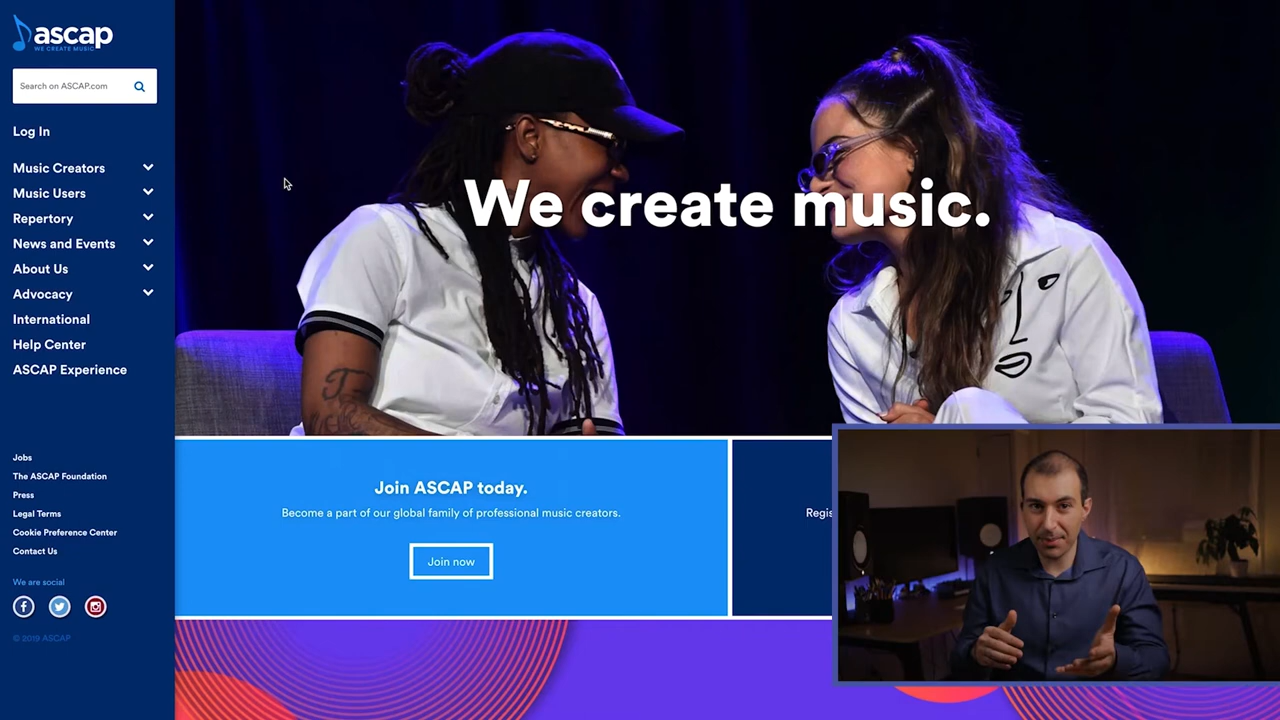 ascap
WE CREATE MUSIC
Search on ASCAP.com
Log In
Music Creators
Music Users
Repertory
News and Events
About Us
Advocacy
International
Help Center
ASCAP Experience
Jobs
The ASCAP Foundation
Press
Legal Terms
Cookie Preference Center
Contact Us
We are social
© 2019 ASCAP
We create music.
Join ASCAP today.
Become a part of our global family of professional music creators.
Join now